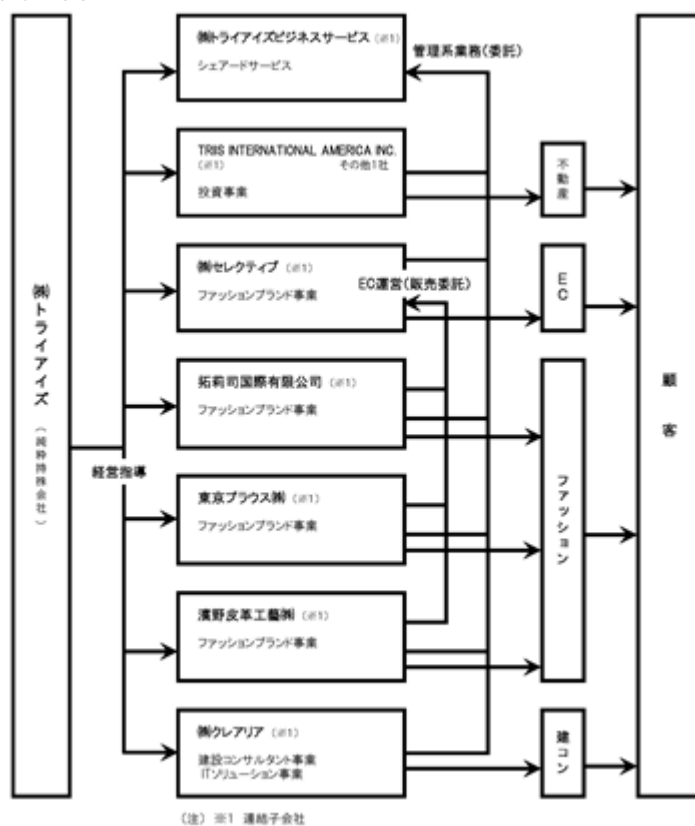 ㈱トライアイズ
(純粋持株会社)
経営指導
㈱トライアイズビジネスサービス (※1)
シェアードサービス
管理系業務(委託)
TRIIS INTERNATIONAL AMERICA INC.
(※1) その他1社
投資事業
㈱セレクティブ (※1)
ファッションブランド事業
EC運営(販売委託)
拓莉司国際有限公司 (※1)
ファッションブランド事業
東京ブラウス㈱ (※1)
ファッションブランド事業
濱野皮革工藝㈱ (※1)
ファッションブランド事業
㈱クレアリア (※1)
建設コンサルタント事業
ITソリューション事業
不動産
EC
ファッション
建コン
顧客
(注) ※1 連結子会社